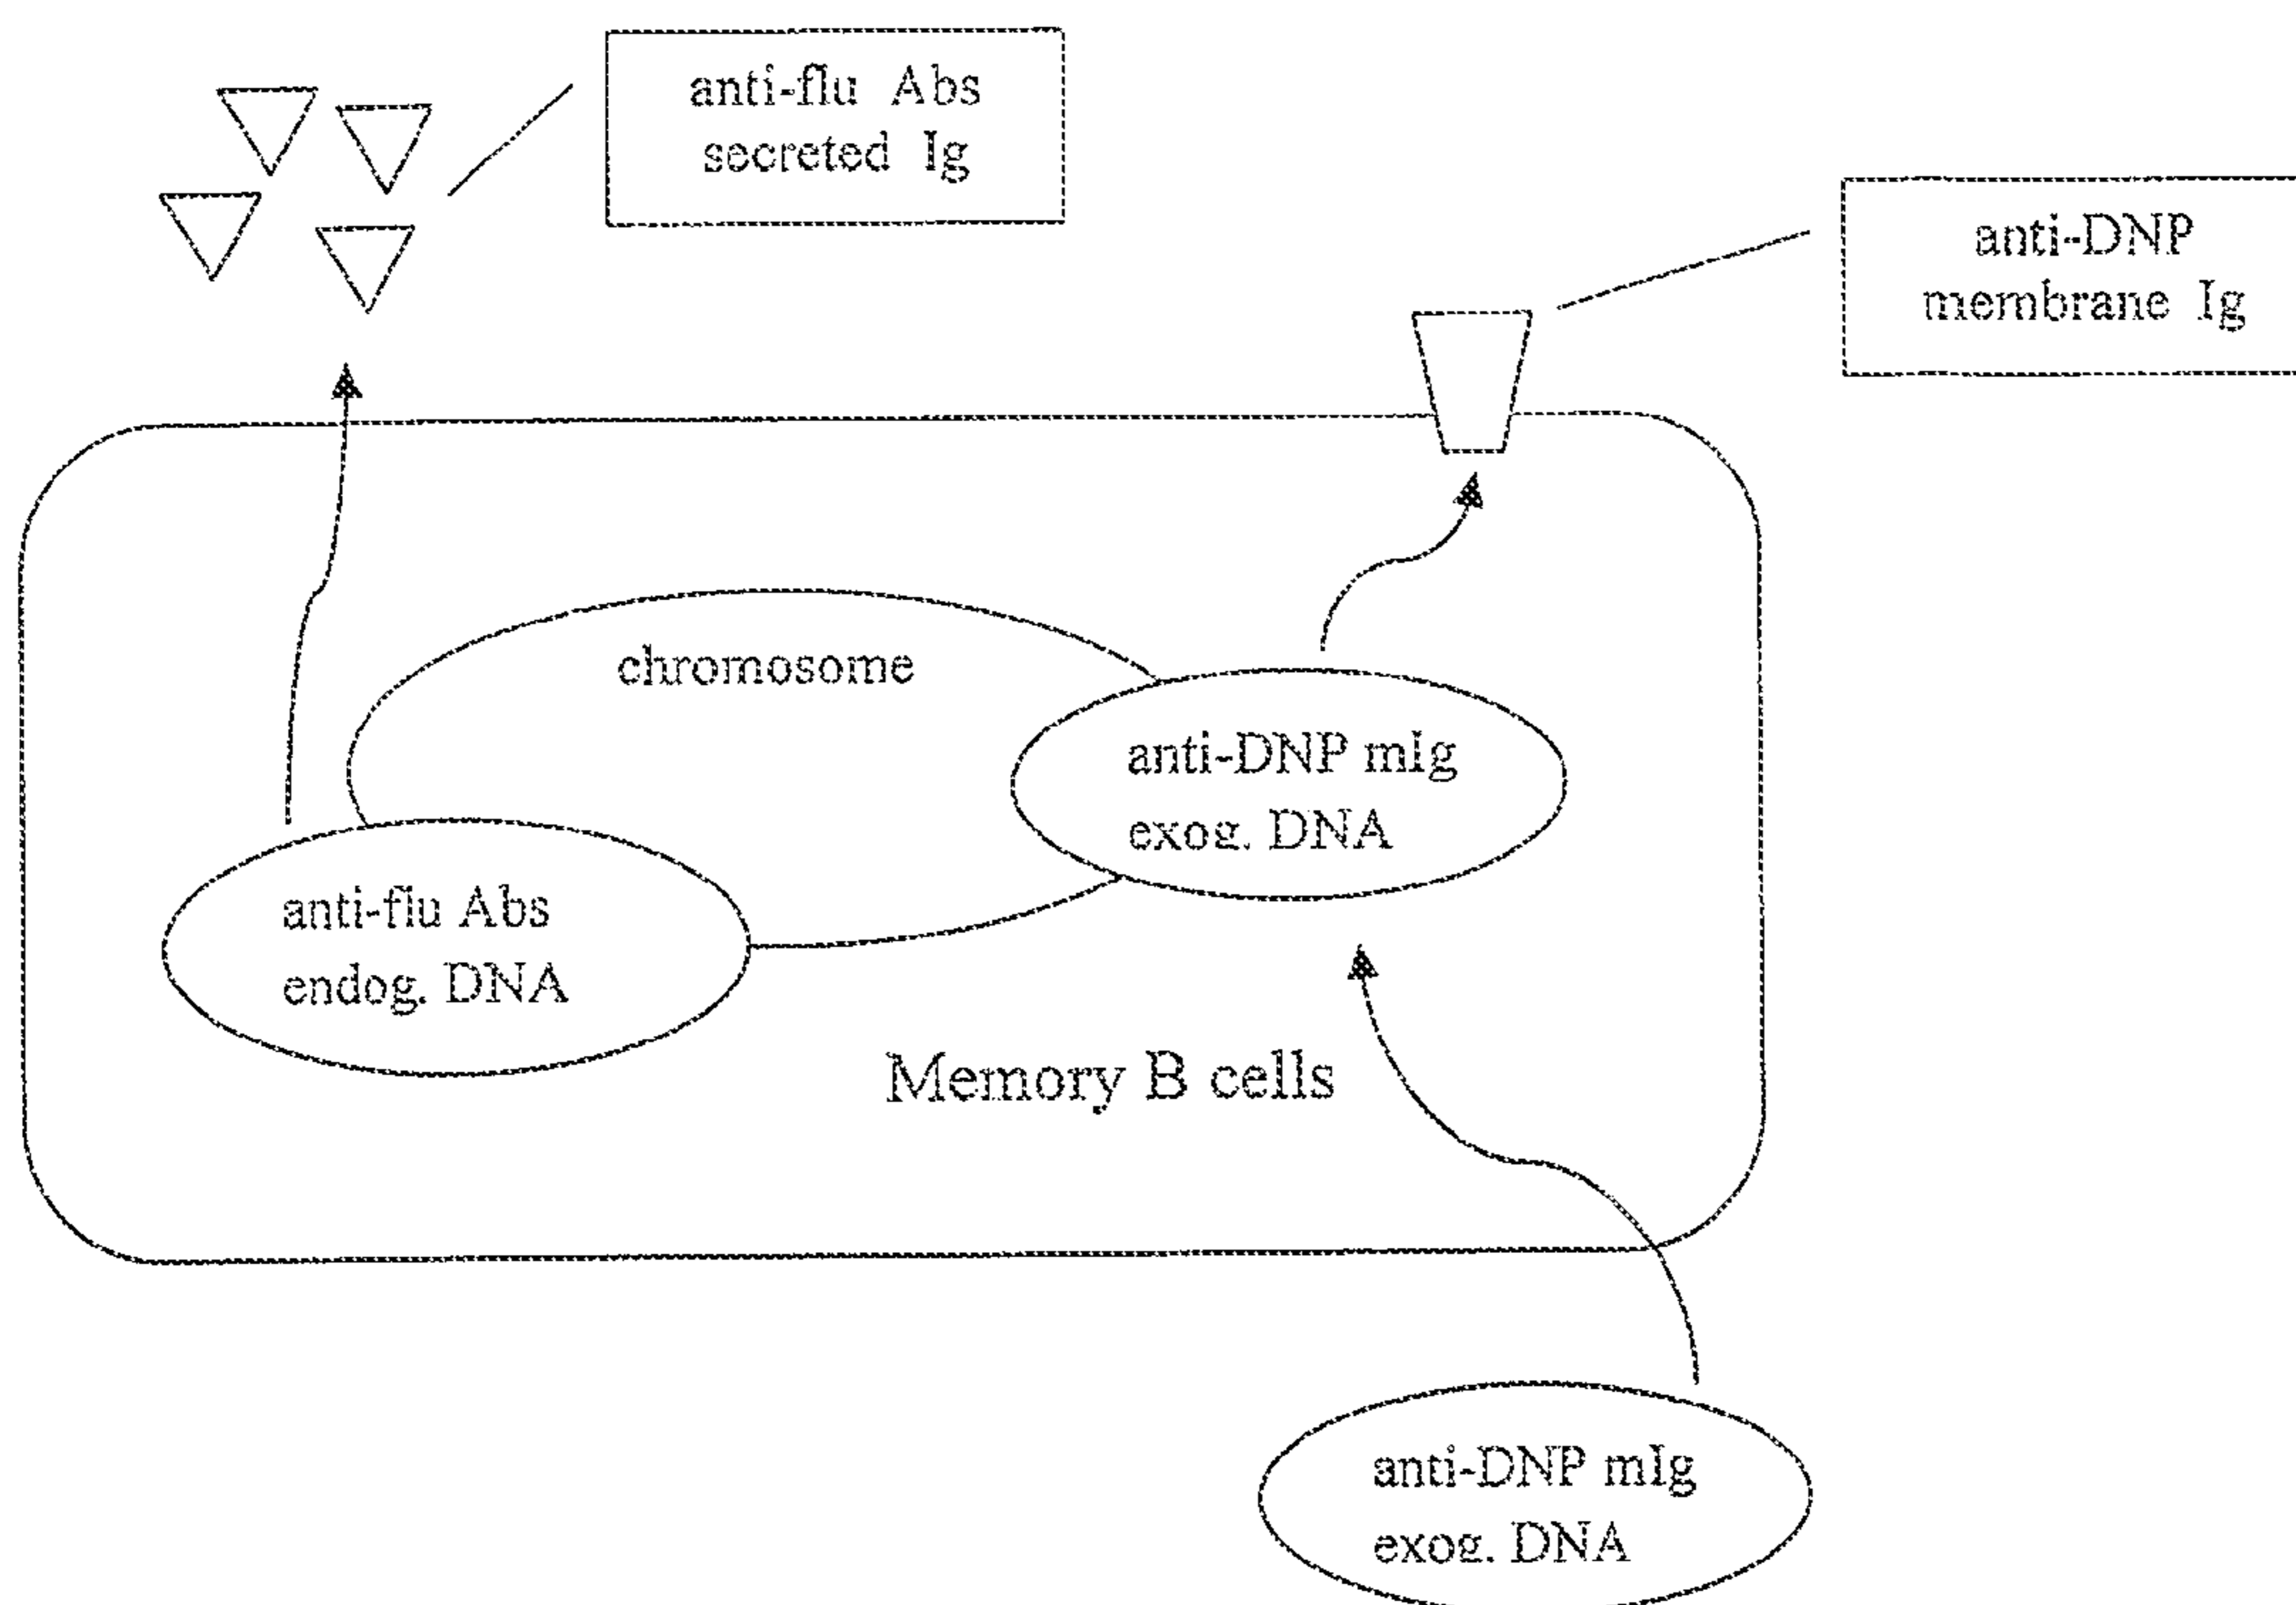 anti-flu Abs
secreted Ig
anti-DNP
membrane Ig
chromosome
anti-DNP mIg
exog. DNA
anti-flu Abs
endog. DNA
Memory B cells
anti-DNP mIg
exog. DNA